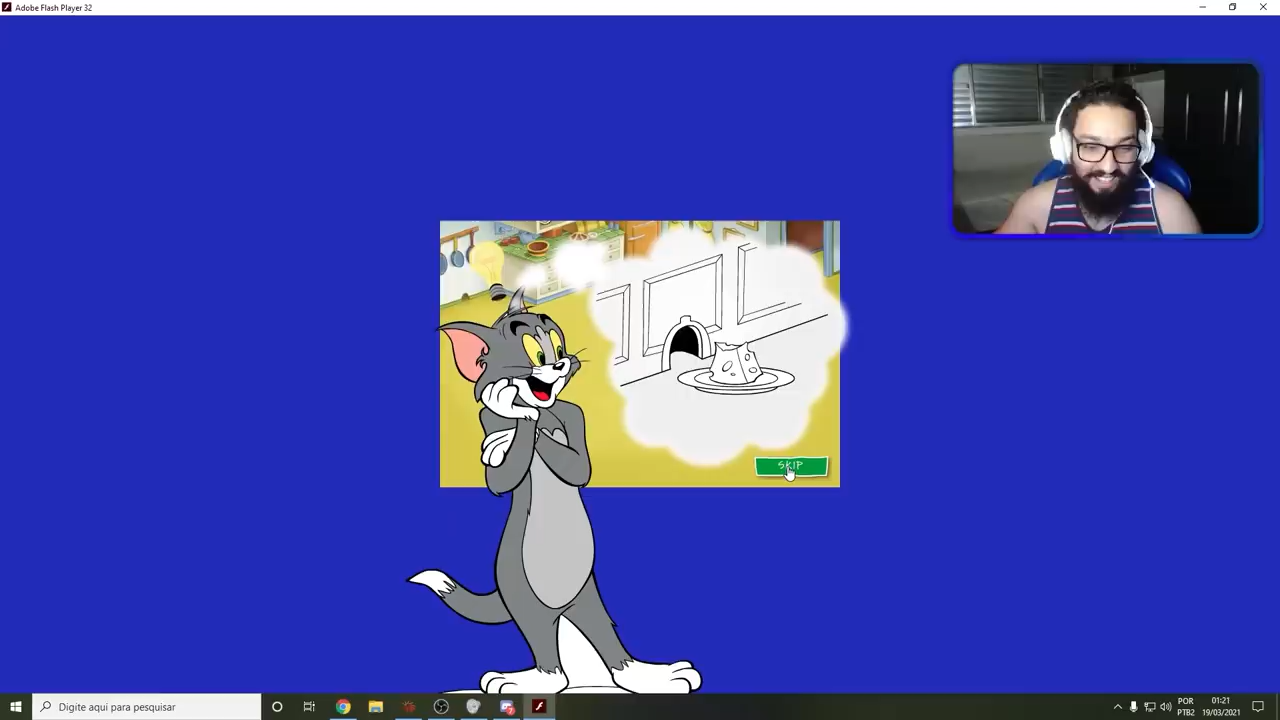 Adobe Flash Player 32
SKIP
Digite aqui para pesquisar
POR
PTB2
01:21
19/03/2021